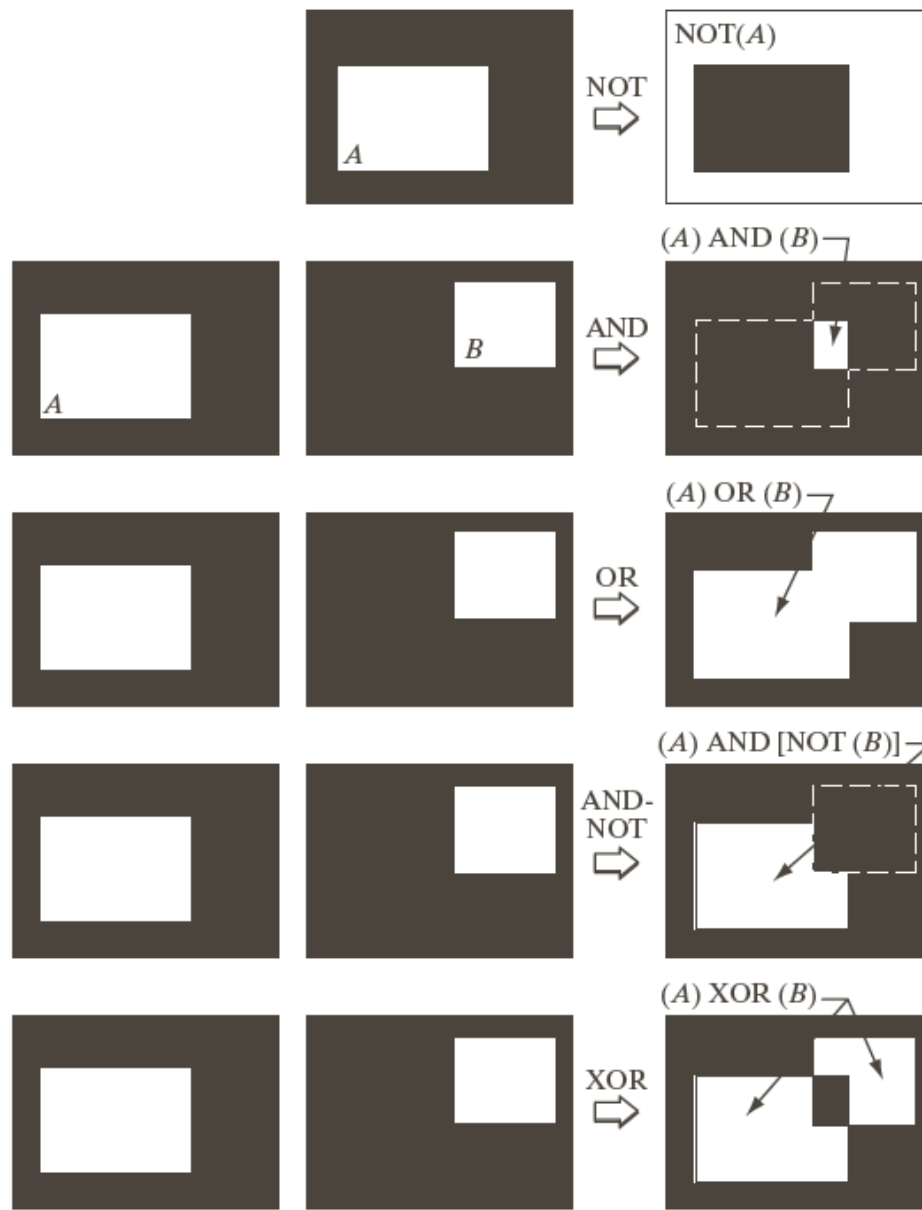 NOT
NOT(A)
A
(A) AND (B)
AND
A
B
(A) OR (B)
OR
(A) AND [NOT (B)]
AND-
NOT
(A) XOR (B)
XOR